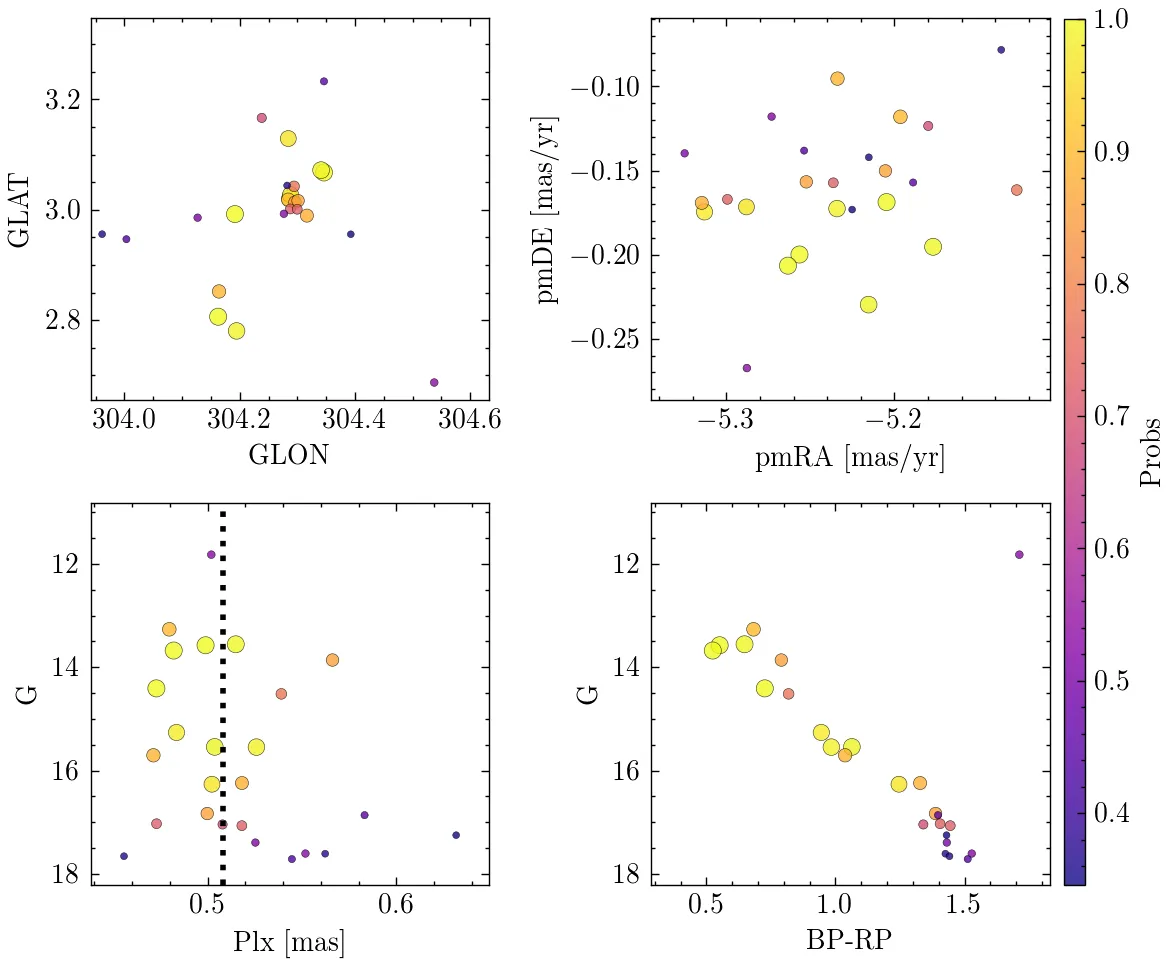 3.2
3.0
2.8
GLAT
304.0 304.2 304.4 304.6
GLON
−0.10
−0.15
−0.20
−0.25
pmDE [mas/yr]
−5.3 −5.2
pmRA [mas/yr]
1.0
0.9
0.8
0.7
0.6
0.5
0.4
Probs
12
14
16
18
G
0.5 0.6
Plx [mas]
12
14
16
18
G
0.5 1.0 1.5
BP-RP